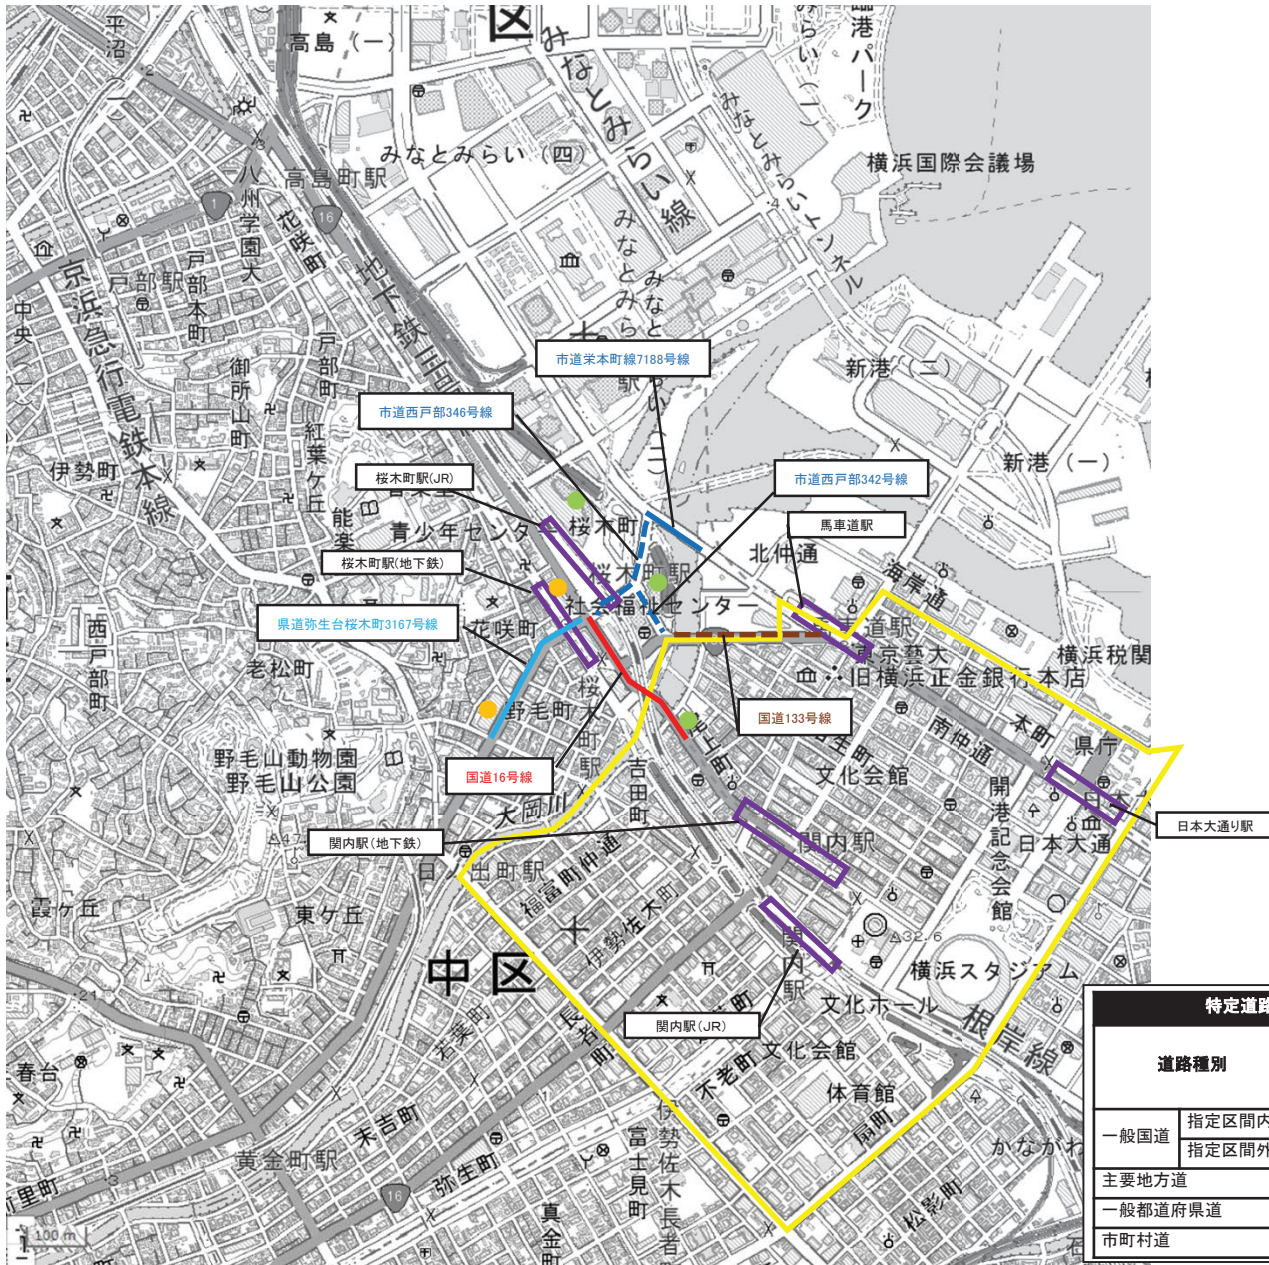 区
平沼(一)
高島(一)
みなとみらい線
みなとみらい(一)
臨港パーク
みなとみらい(四)
高島町駅
八州学園大
花咲町
みなとみらいトンネル
横浜国際会議場
1
16
戸部駅
戸部本町
京浜急行電鉄本線
中央一
戸部町
御所山町
紅葉ケ丘
伊勢町
市道栄本町線7188号線
新港(二)
市道西戸部346号線
新港(一)
桜木町駅(JR)
市道西戸部342号線
能楽
青少年センター
桜木町
馬車道駅
北仲通
海岸通
桜木町駅(地下鉄)
桜木町駅
社会福祉センター
県道弥生台桜木町3167号線
花咲町
西戸部町
老松町
東京藝大
横浜税関
旧横浜正金銀行本店
野毛町
国道133号線
南仲通
本町
県庁
野毛山動物園
野毛山公園
桜木町駅
国道16号線
文化会館
吉田町
大岡川
開港記念会館
日本大通り駅
関内駅(地下鉄)
関内駅
日本大通
日ノ出町駅
福富町仲通
霞ケ丘
東ケ丘
伊勢佐木町
関内駅
32.6
中区
横浜スタジアム
文化ホール
根岸線
若葉町
長者町
関内駅(JR)
文化会館
不老町
体育館
扇町
春台
末吉町
黄金町駅
弥生町
16
伊勢佐木長者
富士見町
真金町
松影町
かながわ
100 m
特定道路
道路種別
一般国道
指定区間内
指定区間外
主要地方道
一般都道府県道
市町村道